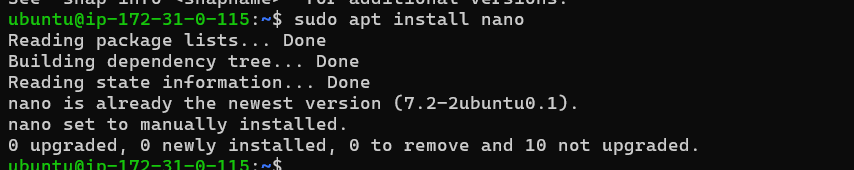 See 'snap info <snapname>' for additional versions.
ubuntu@ip-172-31-0-115:~$ sudo apt install nano
Reading package lists... Done
Building dependency tree... Done
Reading state information... Done
nano is already the newest version (7.2-2ubuntu0.1).
nano set to manually installed.
0 upgraded, 0 newly installed, 0 to remove and 10 not upgraded.
ubuntu@ip-172-31-0-115:~$